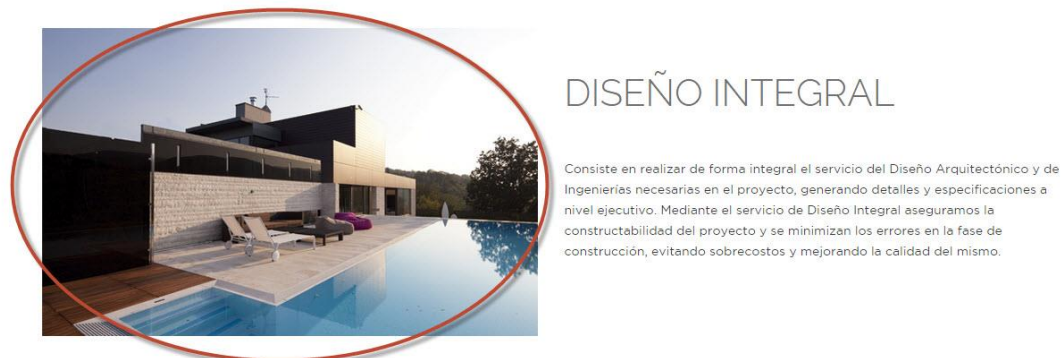 DISEÑO INTEGRAL
Consiste en realizar de forma integral el servicio del Diseño Arquitectónico y de
Ingenierías necesarias en el proyecto, generando detalles y especificaciones a
nivel ejecutivo. Mediante el servicio de Diseño Integral aseguramos la
constructabilidad del proyecto y se minimizan los errores en la fase de
construcción, evitando sobrecostos y mejorando la calidad del mismo.